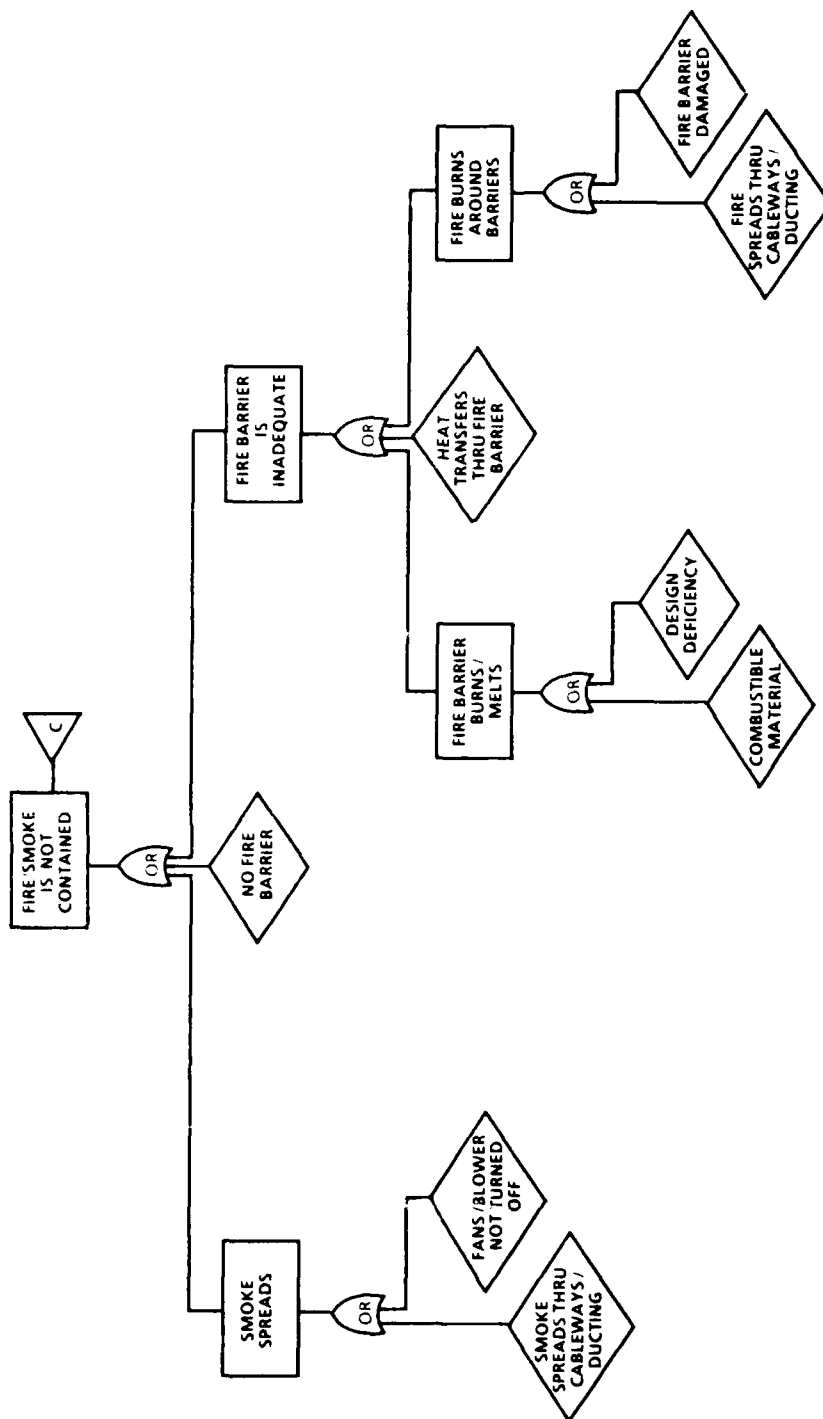 FIRE/SMOKE
IS NOT
CONTAINED
C
OR
SMOKE
SPREADS
NO FIRE
BARRIER
FIRE BARRIER
IS
INADEQUATE
OR
SMOKE
SPREADS THRU
CABLEWAYS /
DUCTING
FANS / BLOWER
NOT TURNED
OFF
OR
FIRE BARRIER
BURNS /
MELTS
HEAT
TRANSFERS
THRU FIRE
BARRIER
FIRE BURNS
AROUND
BARRIERS
OR
COMBUSTIBLE
MATERIAL
DESIGN
DEFICIENCY
OR
FIRE
SPREADS THRU
CABLEWAYS /
DUCTING
FIRE BARRIER
DAMAGED